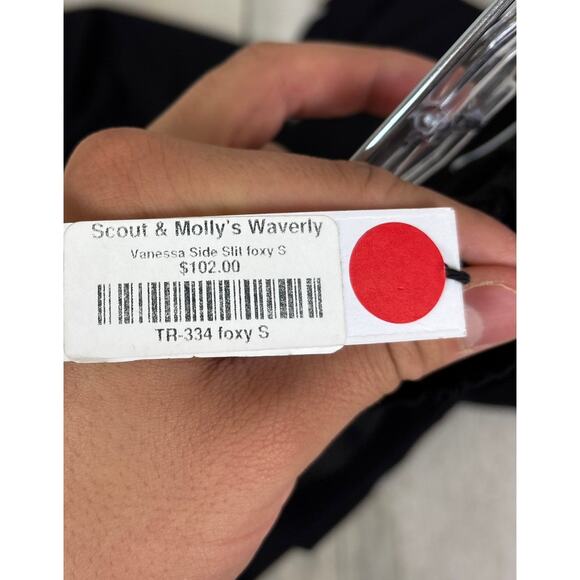 Scout & Molly's Waverly
Vanessa Side Slit foxy S
$102.00
TR-334 foxy S